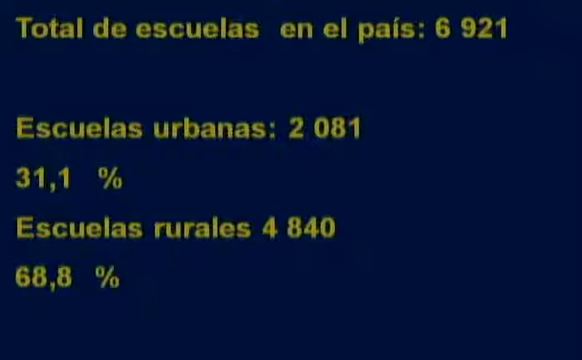 Total de escuelas en el país: 6 921
Escuelas urbanas: 2 081
31,1 %
Escuelas rurales 4 840
68,8 %